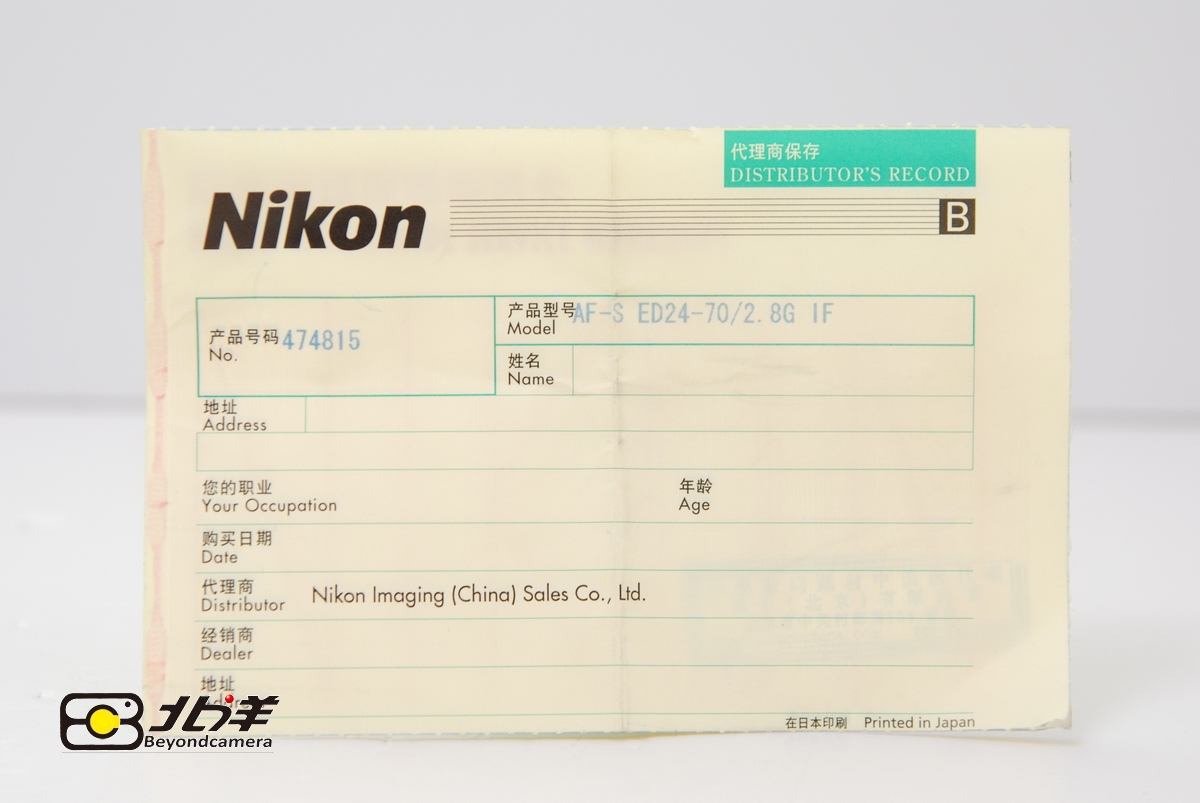 代理商保存
DISTRIBUTOR'S RECORD
Nikon
B
产品号码 474815
No.
产品型号 AF-S ED24-70/2.8G IF
Model
姓名
Name
地址
Address
您的职业
Your Occupation
年龄
Age
购买日期
Date
代理商
Distributor Nikon Imaging (China) Sales Co., Ltd.
经销商
Dealer
地址
在日本印刷 Printed in Japan
北洋
Beyondcamera